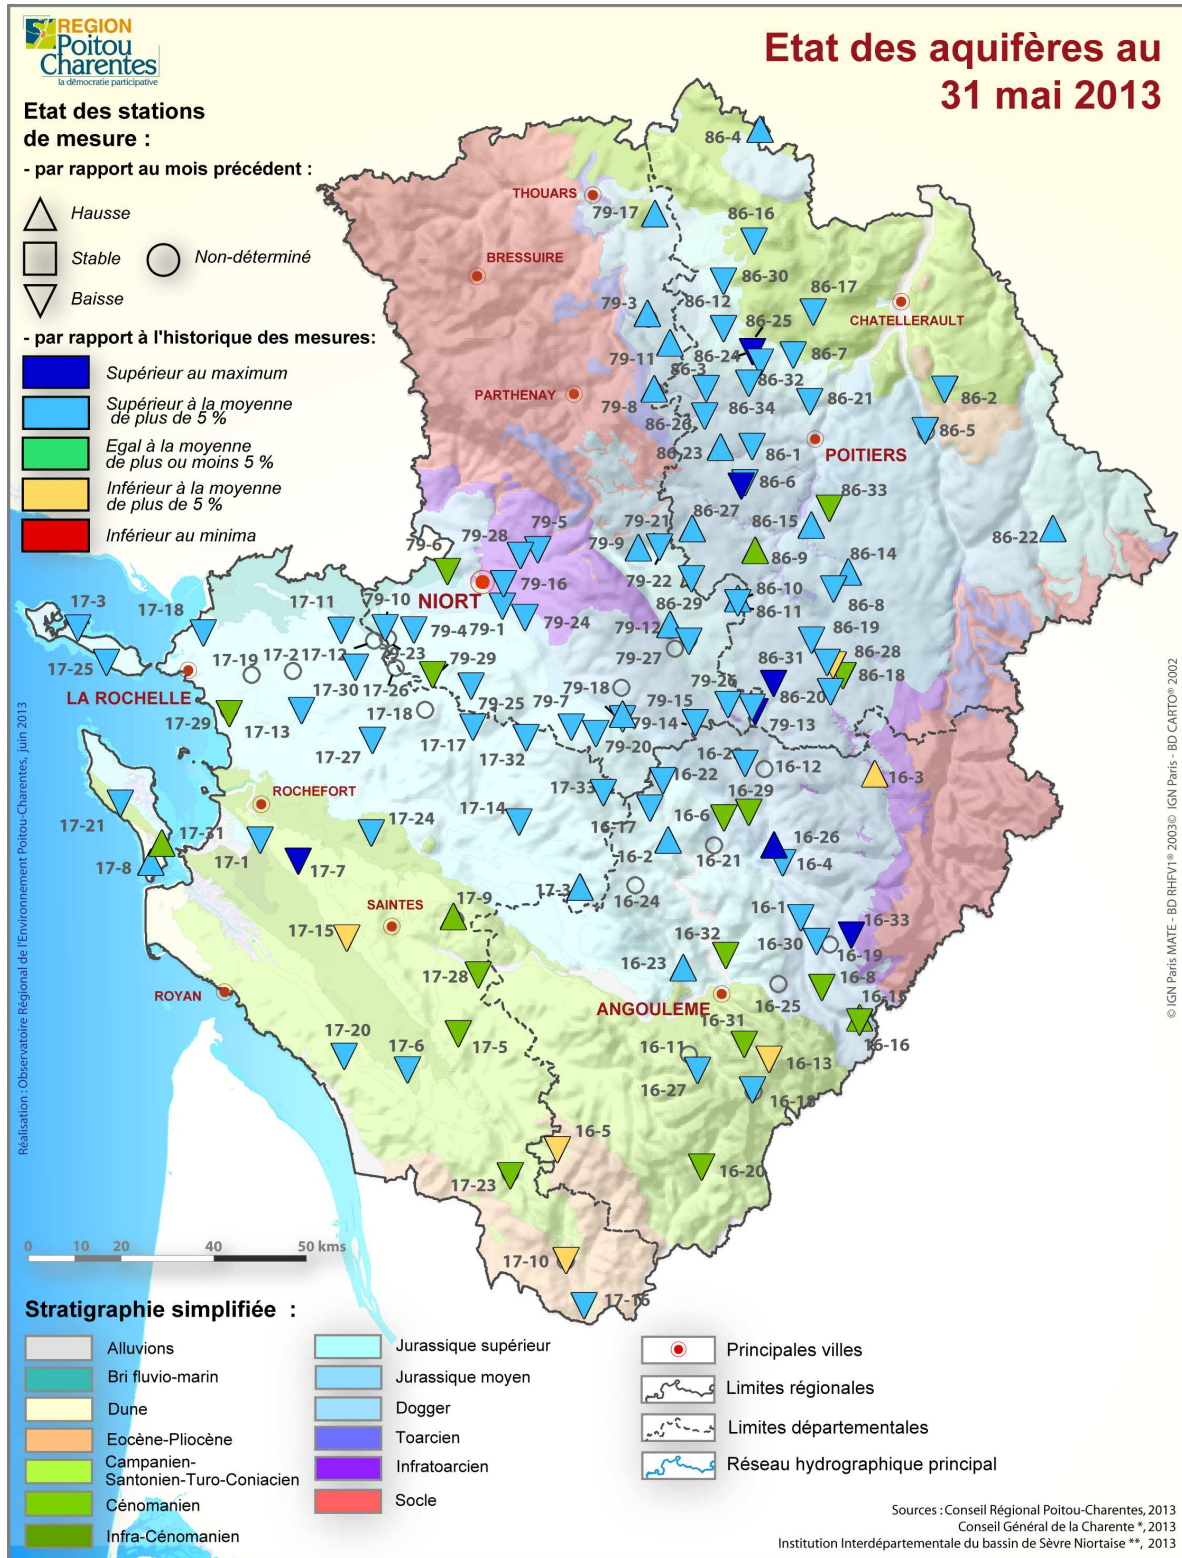 REGION
Poitou
Charentes
la démocratie participative
Etat des aquifères au
31 mai 2013
Etat des stations
de mesure :
- par rapport au mois précédent :
Hausse
Stable
Non-déterminé
Baisse
- par rapport à l'historique des mesures:
Supérieur au maximum
Supérieur à la moyenne
de plus de 5 %
Egal à la moyenne
de plus ou moins 5 %
Inférieur à la moyenne
de plus de 5 %
Inférieur au minima
86-4
THOUARS
79-17
86-16
BRESSUIRE
86-30
86-17
79-3
86-12
CHATELLERAULT
86-25
79-11
86-24
86-7
86-3
86-32
PARTHENAY
79-8
86-34
86-21
86-2
86-26
86-5
86-23
86-1
POITIERS
86-6
86-33
79-5
79-21
86-27
86-15
79-28
79-6
79-9
86-9
86-22
86-14
79-16
79-22
86-10
NIORT
86-8
17-3
17-18
17-11
79-10
86-29
86-11
79-4
79-1
79-24
79-12
86-19
17-19
17-2
17-12
79-23
79-29
79-27
86-31
86-28
17-25
LA ROCHELLE
17-30
17-26
79-18
79-26
86-18
17-29
17-13
17-18
79-25
79-7
79-15
86-20
79-14
79-13
17-27
17-17
17-32
79-20
16-12
16-22
16-3
ROCHEFORT
17-33
16-29
17-21
17-31
17-24
17-14
16-17
16-6
16-26
17-8
17-1
17-7
16-2
16-21
16-4
17-3
16-24
SAINTES
17-9
16-1
16-33
17-15
16-32
16-30
16-19
17-28
16-23
16-8
ROYAN
ANGOULEME
16-25
16-31
16-16
17-20
17-6
17-5
16-11
16-13
16-27
16-18
16-5
16-20
17-23
17-10
17-16
0 10 20 40 50 kms
Stratigraphie simplifiée :
Alluvions
Bri fluvio-marin
Dune
Eocène-Pliocène
Campanien-
Santonien-Turo-Coniacien
Cénomanien
Infra-Cénomanien
Jurassique supérieur
Jurassique moyen
Dogger
Toarcien
Infratoarcien
Socle
Principales villes
Limites régionales
Limites départementales
Réseau hydrographique principal
Sources : Conseil Régional Poitou-Charentes, 2013
Conseil Général de la Charente *, 2013
Institution Interdépartementale du bassin de Sèvre Niortaise **, 2013
Réalisation : Observatoire Régional de l'Environnement Poitou-Charentes, juin 2013
© IGN Paris MATE - BD RHFV1® 2003© IGN Paris - BD CARTO® 2002